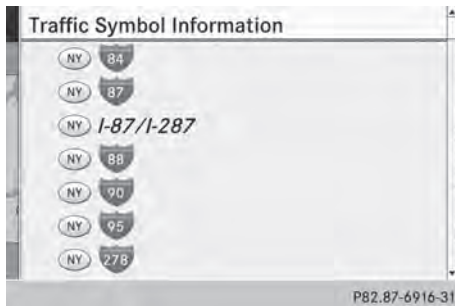 Traffic Symbol Information
NY 84
NY 87
NY I-87/I-287
NY 88
NY 90
NY 95
NY 278
P82.87-6916-31